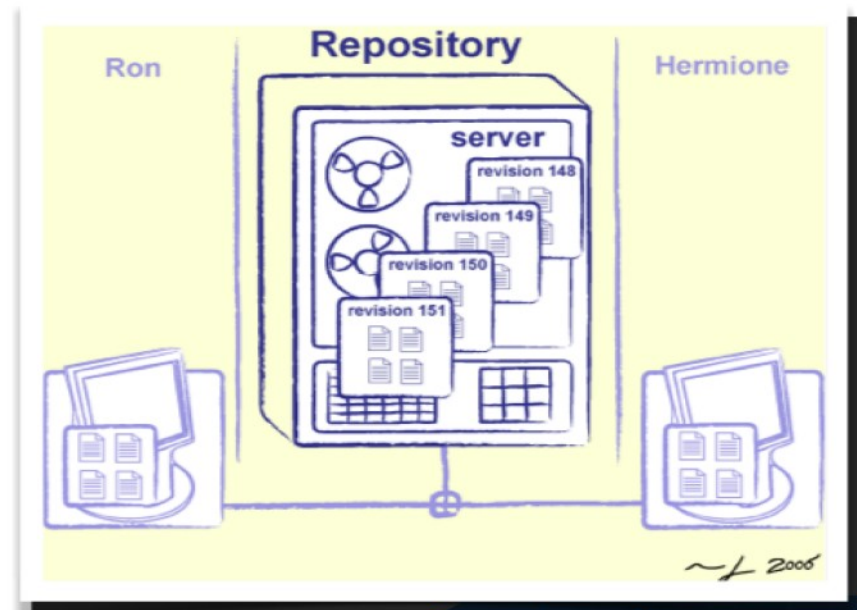 Repository
Ron
Hermione
server
revision 148
revision 149
revision 150
revision 151
2006